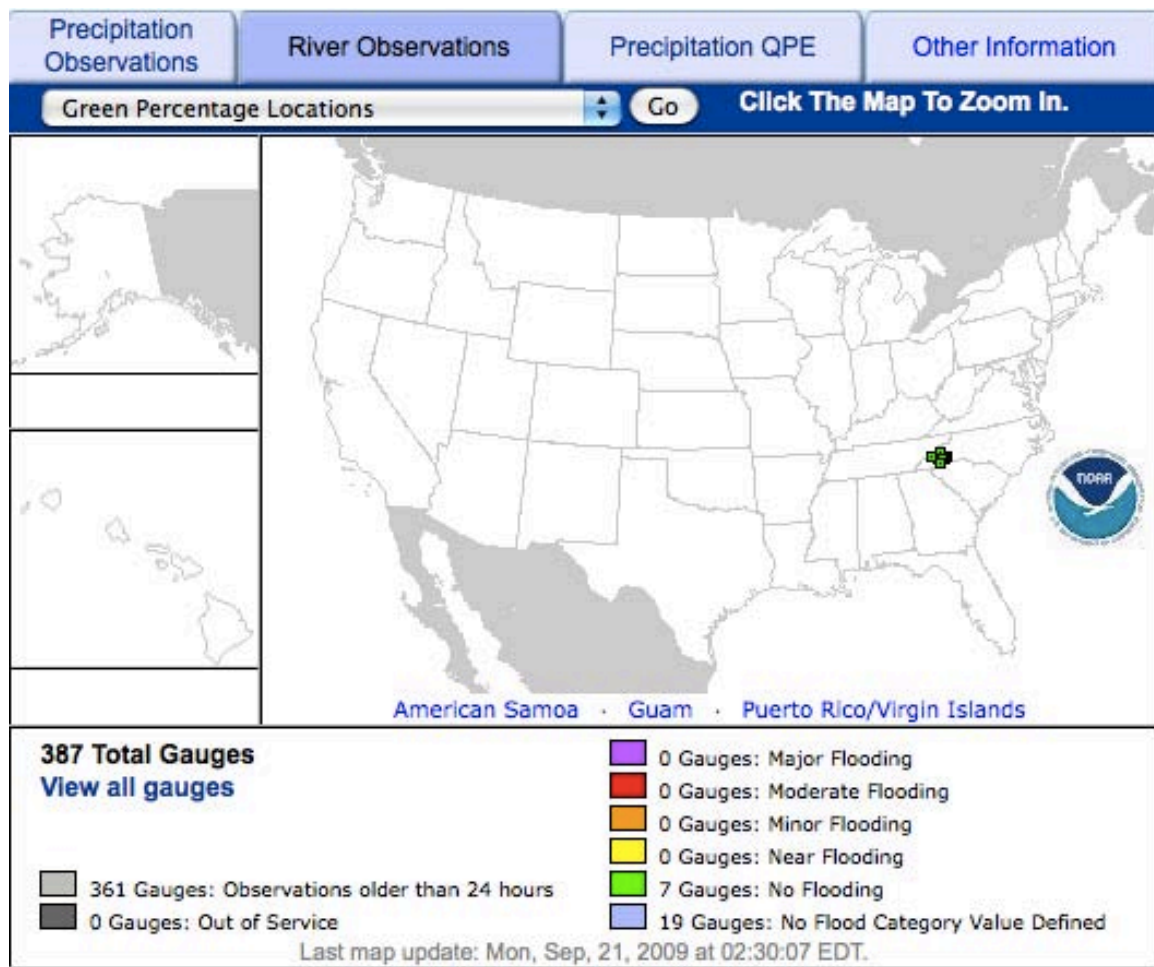 Precipitation
Observations
River Observations
Precipitation QPE
Other Information
Green Percentage Locations
Go
Click The Map To Zoom In.
NOAA
American Samoa · Guam · Puerto Rico/Virgin Islands
387 Total Gauges
View all gauges
361 Gauges: Observations older than 24 hours
0 Gauges: Out of Service
0 Gauges: Major Flooding
0 Gauges: Moderate Flooding
0 Gauges: Minor Flooding
0 Gauges: Near Flooding
7 Gauges: No Flooding
19 Gauges: No Flood Category Value Defined
Last map update: Mon, Sep, 21, 2009 at 02:30:07 EDT.